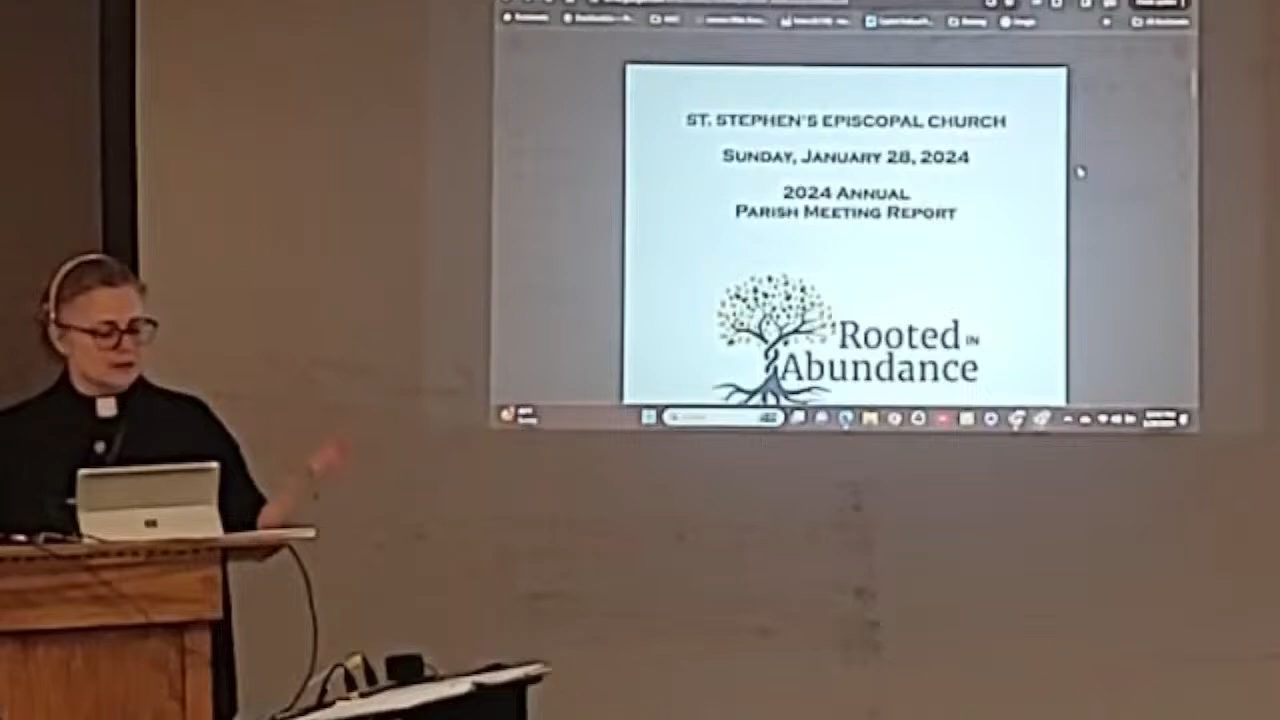 ST. STEPHEN'S EPISCOPAL CHURCH
SUNDAY, JANUARY 28, 2024
2024 ANNUAL
PARISH MEETING REPORT
Rooted IN
Abundance